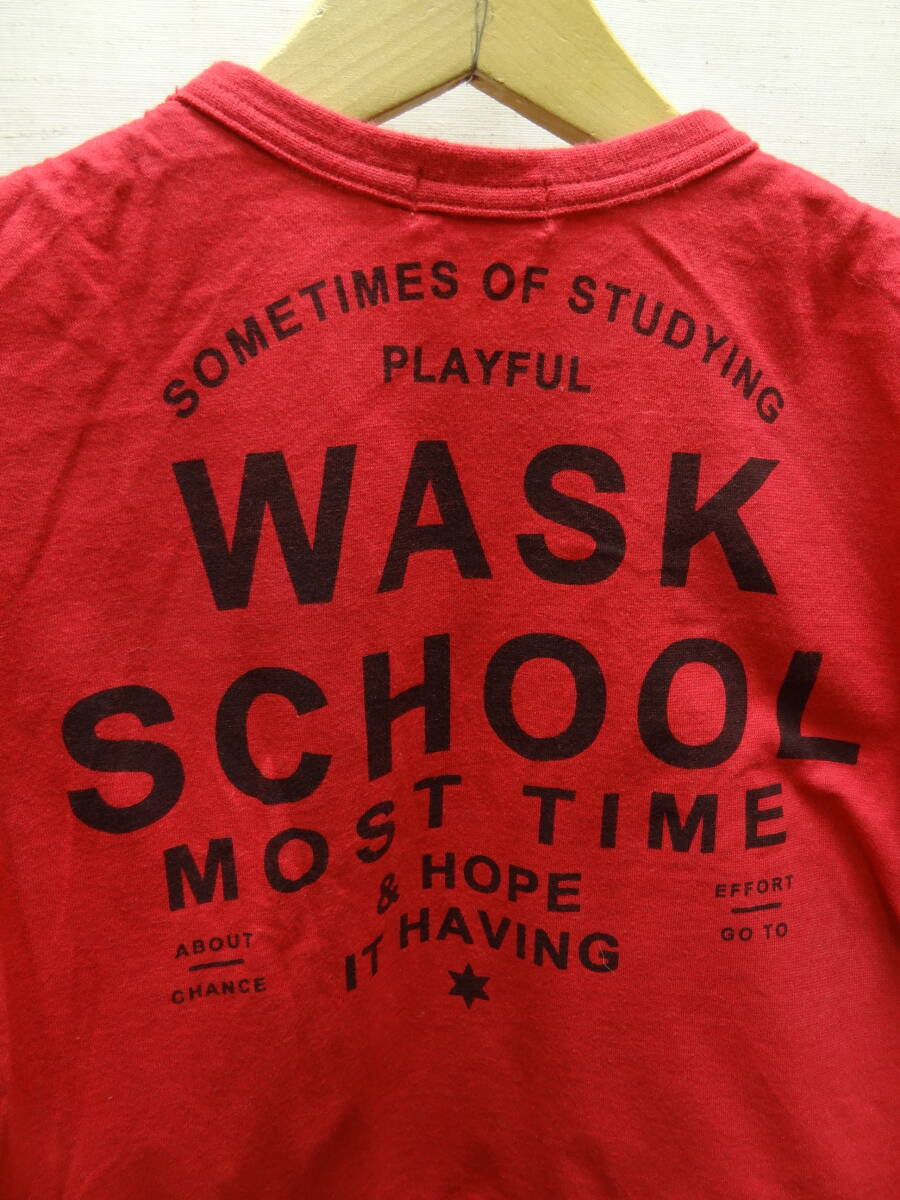 SOMETIMES OF STUDYING
PLAYFUL
WASK
SCHOOL
MOST TIME
& HOPE
IT HAVING
ABOUT
CHANCE
EFFORT
GO TO